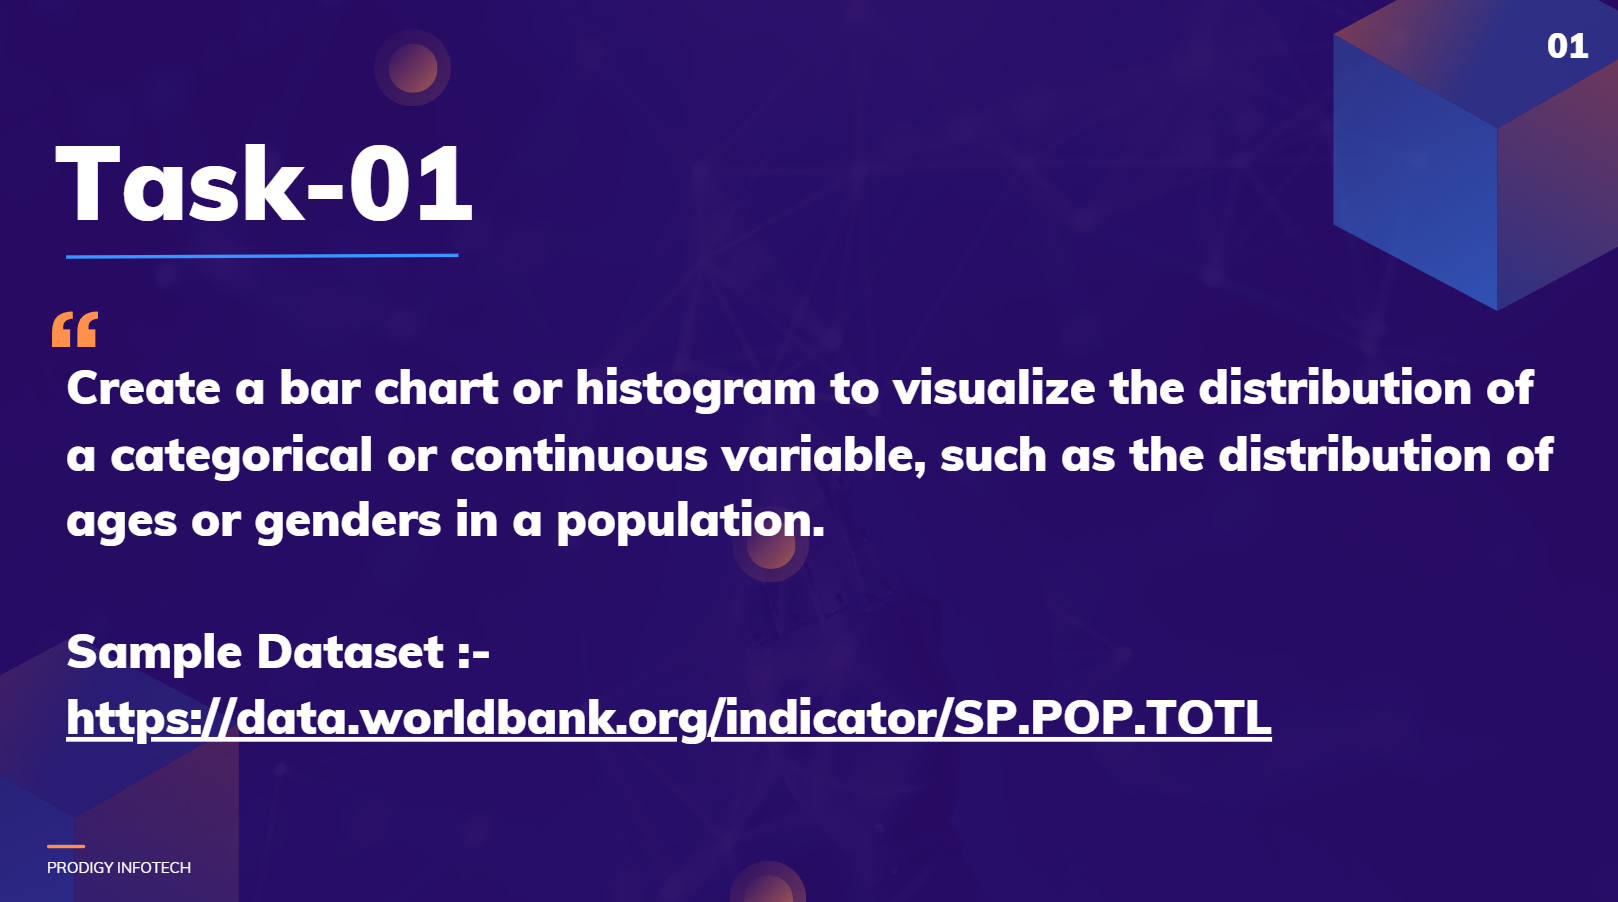 01
Task-01
“
Create a bar chart or histogram to visualize the distribution of
a categorical or continuous variable, such as the distribution of
ages or genders in a population.
Sample Dataset :-
https://data.worldbank.org/indicator/SP.POP.TOTL
PRODIGY INFOTECH